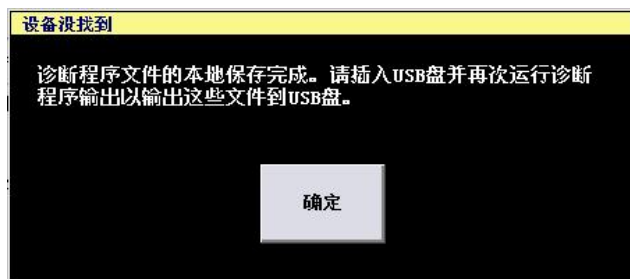 设备没找到
诊断程序文件的本地保存完成。请插入USB盘并再次运行诊断
程序输出以输出这些文件到USB盘。
确定